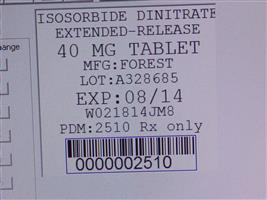 ISOSORBIDE DINITRATE
EXTENDED-RELEASE
40 MG TABLET
MFG:FOREST
LOT:A328685
EXP:08/14
W021814JM8
PDM:2510 Rx only
0000002510
ange